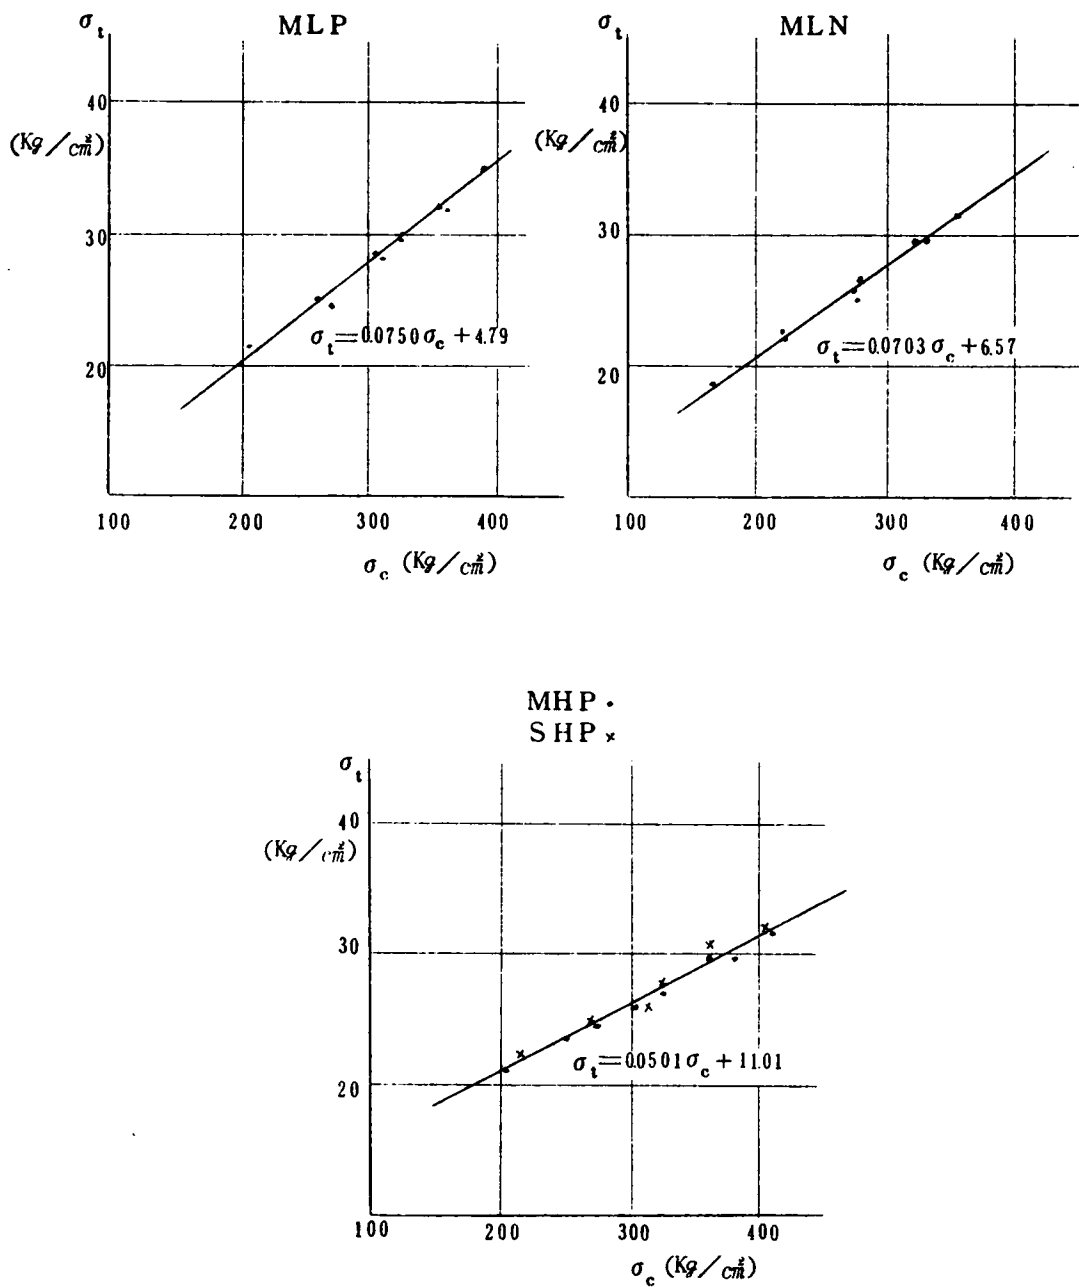 MLP
σt
40
(Kg/cm²)
30
20
σt=0.0750σc+4.79
100 200 300 400
σc (Kg/cm²)
MLN
σt
40
(Kg/cm²)
30
20
σt=0.0703σc+6.57
100 200 300 400
σc (Kg/cm²)
MHP •
SHP ×
σt
40
(Kg/cm²)
30
20
σt=0.0501σc+11.01
100 200 300 400
σc (Kg/cm²)